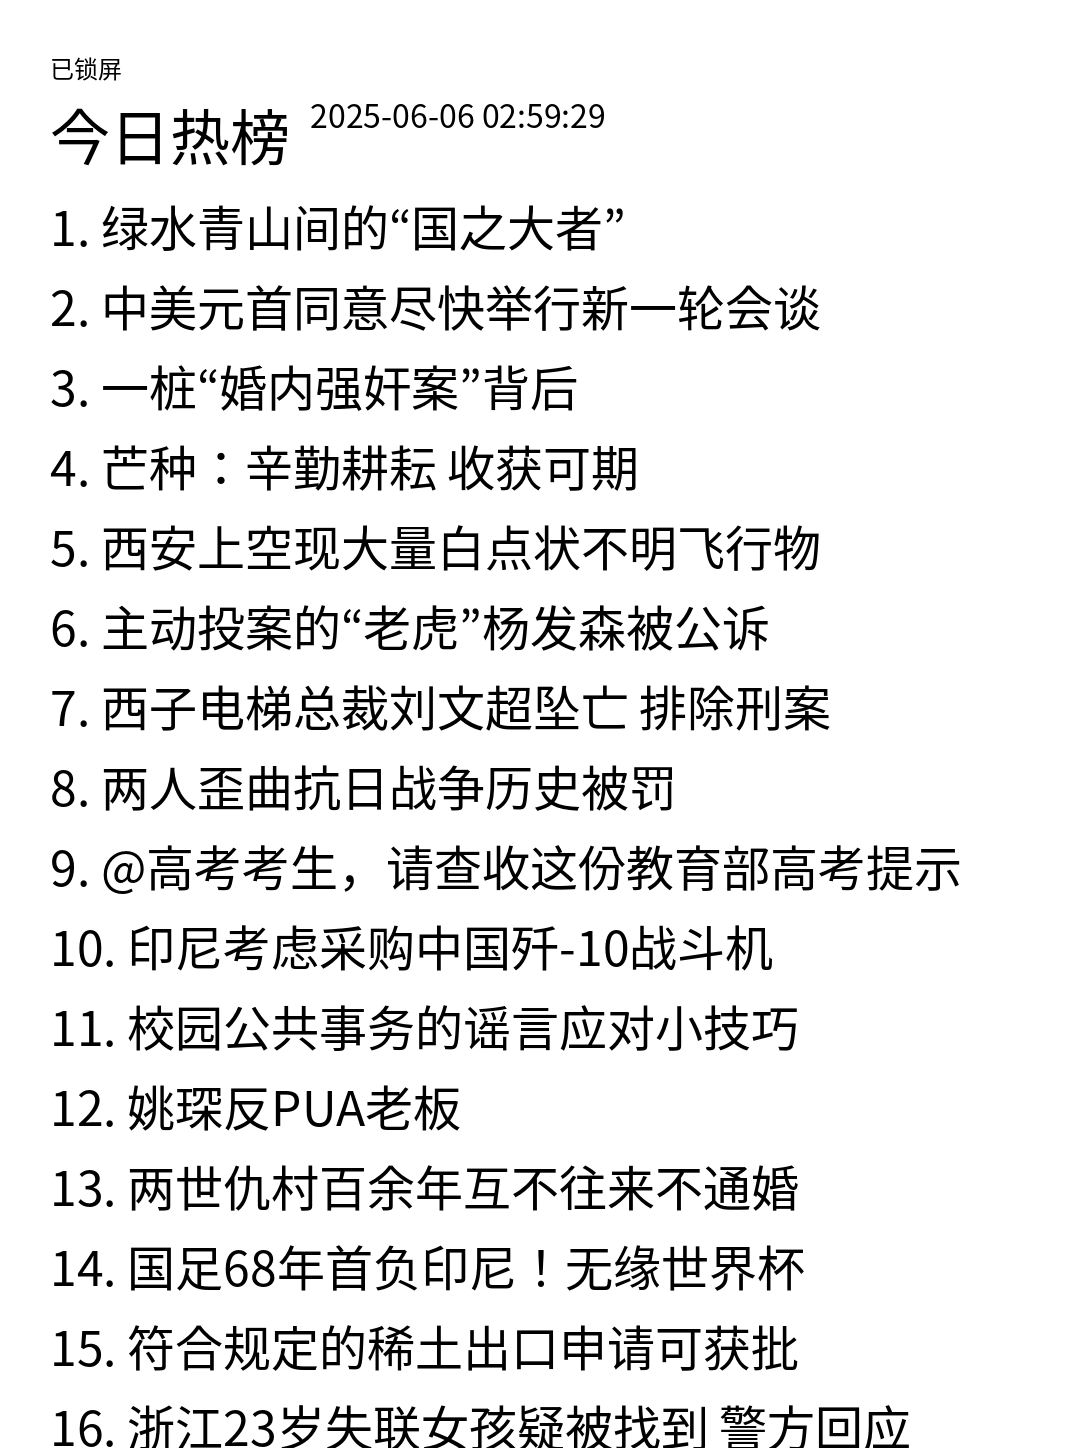 已锁屏
今日热榜 2025-06-06 02:59:29
1. 绿水青山间的“国之大者”
2. 中美元首同意尽快举行新一轮会谈
3. 一桩“婚内强奸案”背后
4. 芒种：辛勤耕耘 收获可期
5. 西安上空现大量白点状不明飞行物
6. 主动投案的“老虎”杨发森被公诉
7. 西子电梯总裁刘文超坠亡 排除刑案
8. 两人歪曲抗日战争历史被罚
9. @高考考生，请查收这份教育部高考提示
10. 印尼考虑采购中国歼-10战斗机
11. 校园公共事务的谣言应对小技巧
12. 姚琛反PUA老板
13. 两世仇村百余年互不往来不通婚
14. 国足68年首负印尼！无缘世界杯
15. 符合规定的稀土出口申请可获批
16. 浙江23岁失联女孩疑被找到 警方回应